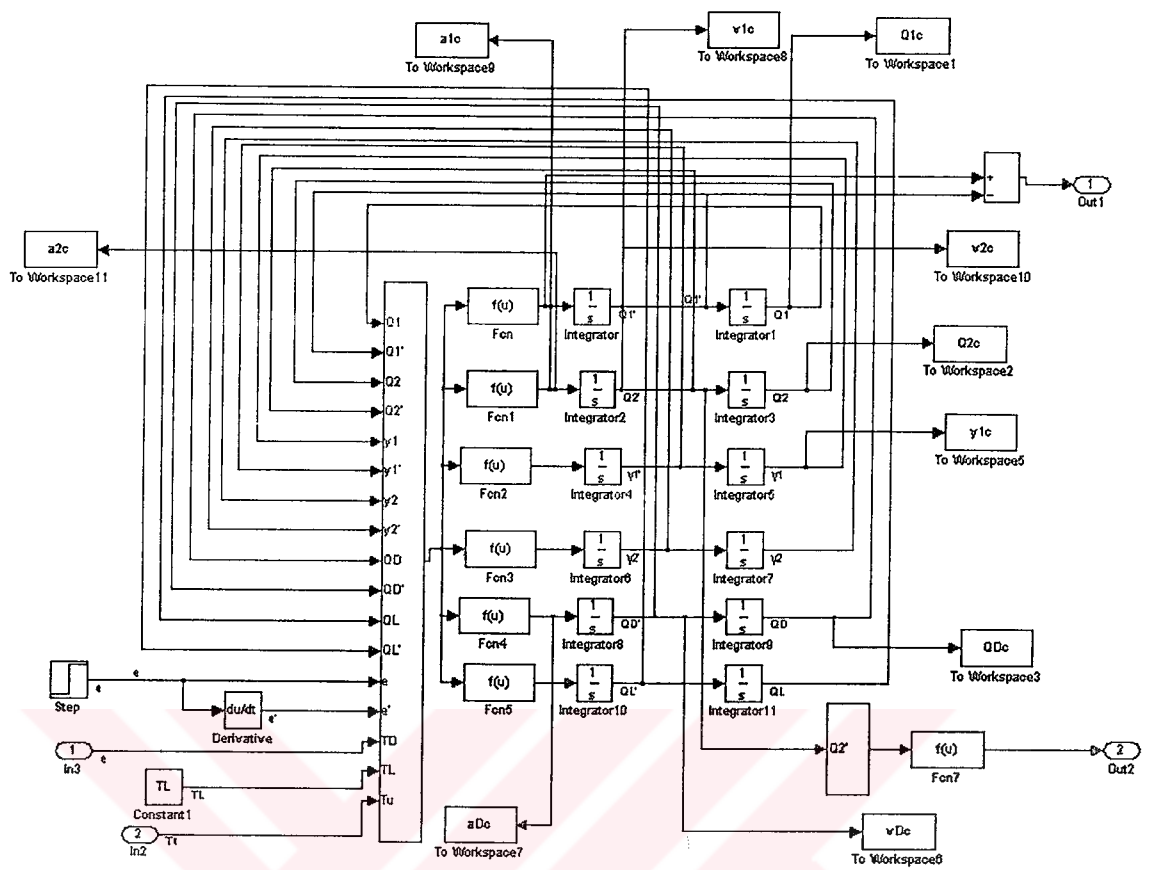 a1c
To Workspace9
v1c
To Workspace8
Q1c
To Workspace1
+
−
1
Out1
a2c
To Workspace11
v2c
To Workspace10
Q1
Q1'
Q2
Q2'
y1
y1'
y2
y2'
QD
QD'
QL
QL'
e
e'
TD
TL
Tu
f(u)
Fcn
1
s
Integrator
Q1'
Q1'
1
s
Integrator1
Q1
Q2c
To Workspace2
f(u)
Fcn1
1
s
Integrator2
Q2'
1
s
Integrator3
Q2
y1c
To Workspace5
f(u)
Fcn2
1
s
Integrator4
y1'
1
s
Integrator5
y1
f(u)
Fcn3
1
s
Integrator6
y2'
1
s
Integrator7
y2
f(u)
Fcn4
1
s
Integrator8
QD'
1
s
Integrator9
QD
QDc
To Workspace3
f(u)
Fcn5
1
s
Integrator10
QL'
1
s
Integrator11
QL
Step
e
e
du/dt
Derivative
e'
1
In3
e
TL
Constant1
TL
2
In2
Q2'
f(u)
Fcn7
2
Out2
aDc
To Workspace7
vDc
To Workspace6